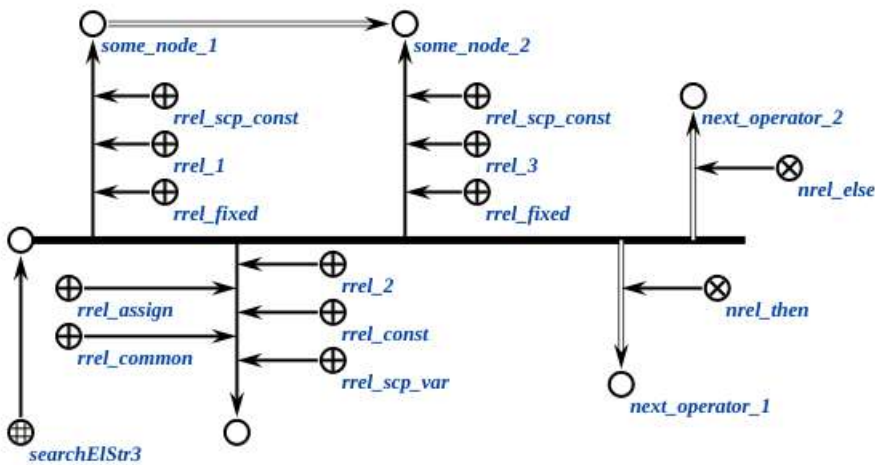 some_node_1
some_node_2
rrel_scp_const
rrel_scp_const
next_operator_2
rrel_1
rrel_3
nrel_else
rrel_fixed
rrel_fixed
rrel_2
rrel_assign
nrel_then
rrel_const
rrel_common
rrel_scp_var
next_operator_1
searchElStr3